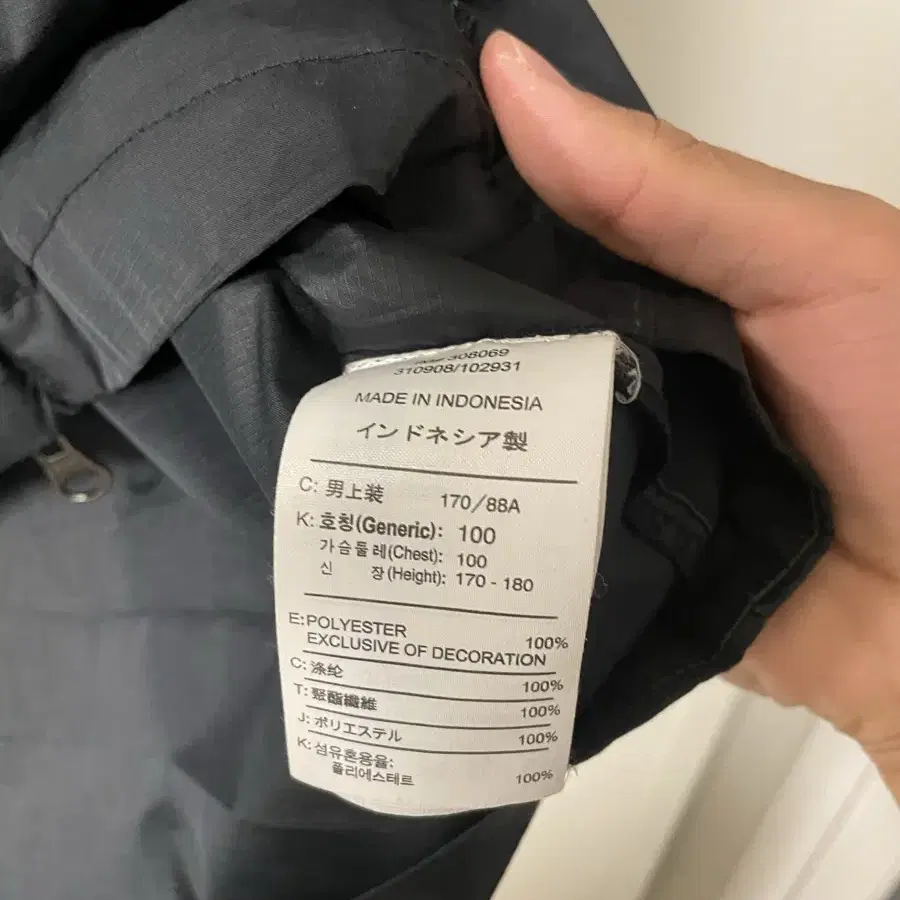 308069
310908/102931
MADE IN INDONESIA
インドネシア製
C: 男上装 170/88A
K: 호칭(Generic): 100
가슴둘레(Chest): 100
신 장(Height): 170 - 180
E: POLYESTER 100%
EXCLUSIVE OF DECORATION
C: 涤纶 100%
T: 聚酯纖維 100%
J: ポリエステル 100%
K: 섬유혼용율:
폴리에스테르 100%